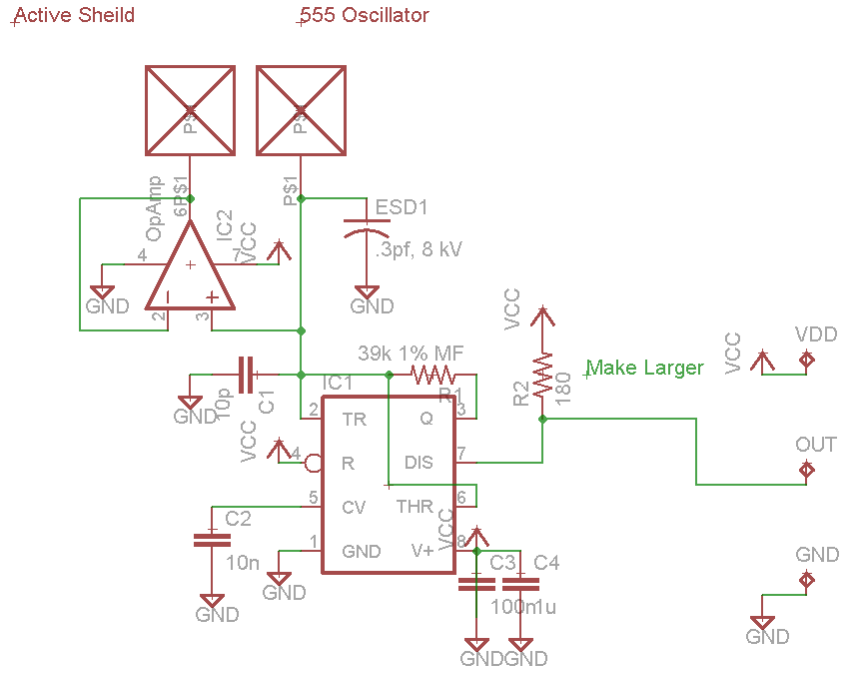 Active Sheild
555 Oscillator
P$
P$
6P$1
P$1
OpAmp
IC2
VCC
4
7
2
3
GND
ESD1
.3pf, 8 kV
GND
VCC
VCC
VDD
39k 1% MF
R1
R2
180
Make Larger
GND
10p
C1
IC1
VCC
2
TR
Q
3
4
R
DIS
7
OUT
5
CV
THR
6
1
GND
V+
8
VCC
C2
10n
GND
GND
C3
C4
100n
1u
GND
GND
GND
GND